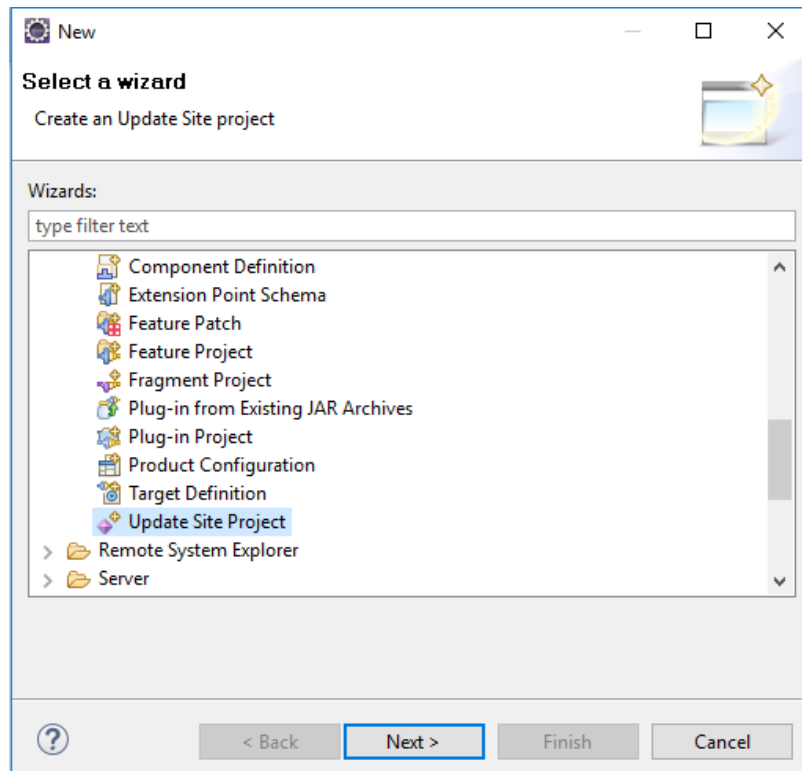 New
Select a wizard
Create an Update Site project
Wizards:
type filter text
Component Definition
Extension Point Schema
Feature Patch
Feature Project
Fragment Project
Plug-in from Existing JAR Archives
Plug-in Project
Product Configuration
Target Definition
Update Site Project
Remote System Explorer
Server
? < Back Next > Finish Cancel